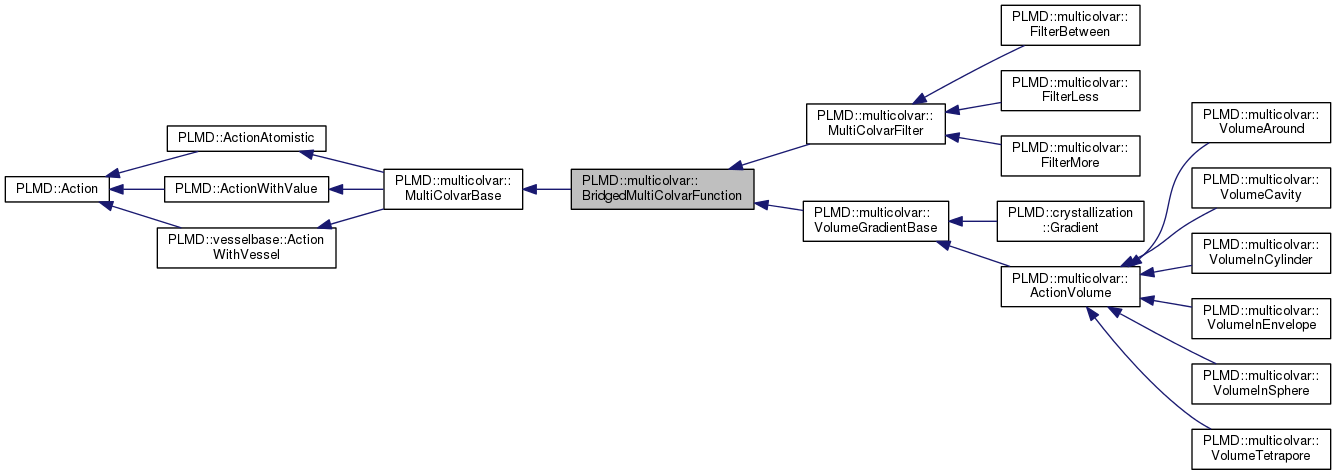 PLMD::Action
PLMD::ActionAtomistic
PLMD::ActionWithValue
PLMD::vesselbase::Action
WithVessel
PLMD::multicolvar::
MultiColvarBase
PLMD::multicolvar::
BridgedMultiColvarFunction
PLMD::multicolvar::
MultiColvarFilter
PLMD::multicolvar::
VolumeGradientBase
PLMD::multicolvar::
FilterBetween
PLMD::multicolvar::
FilterLess
PLMD::multicolvar::
FilterMore
PLMD::crystallization
::Gradient
PLMD::multicolvar::
ActionVolume
PLMD::multicolvar::
VolumeAround
PLMD::multicolvar::
VolumeCavity
PLMD::multicolvar::
VolumeInCylinder
PLMD::multicolvar::
VolumeInEnvelope
PLMD::multicolvar::
VolumeInSphere
PLMD::multicolvar::
VolumeTetrapore